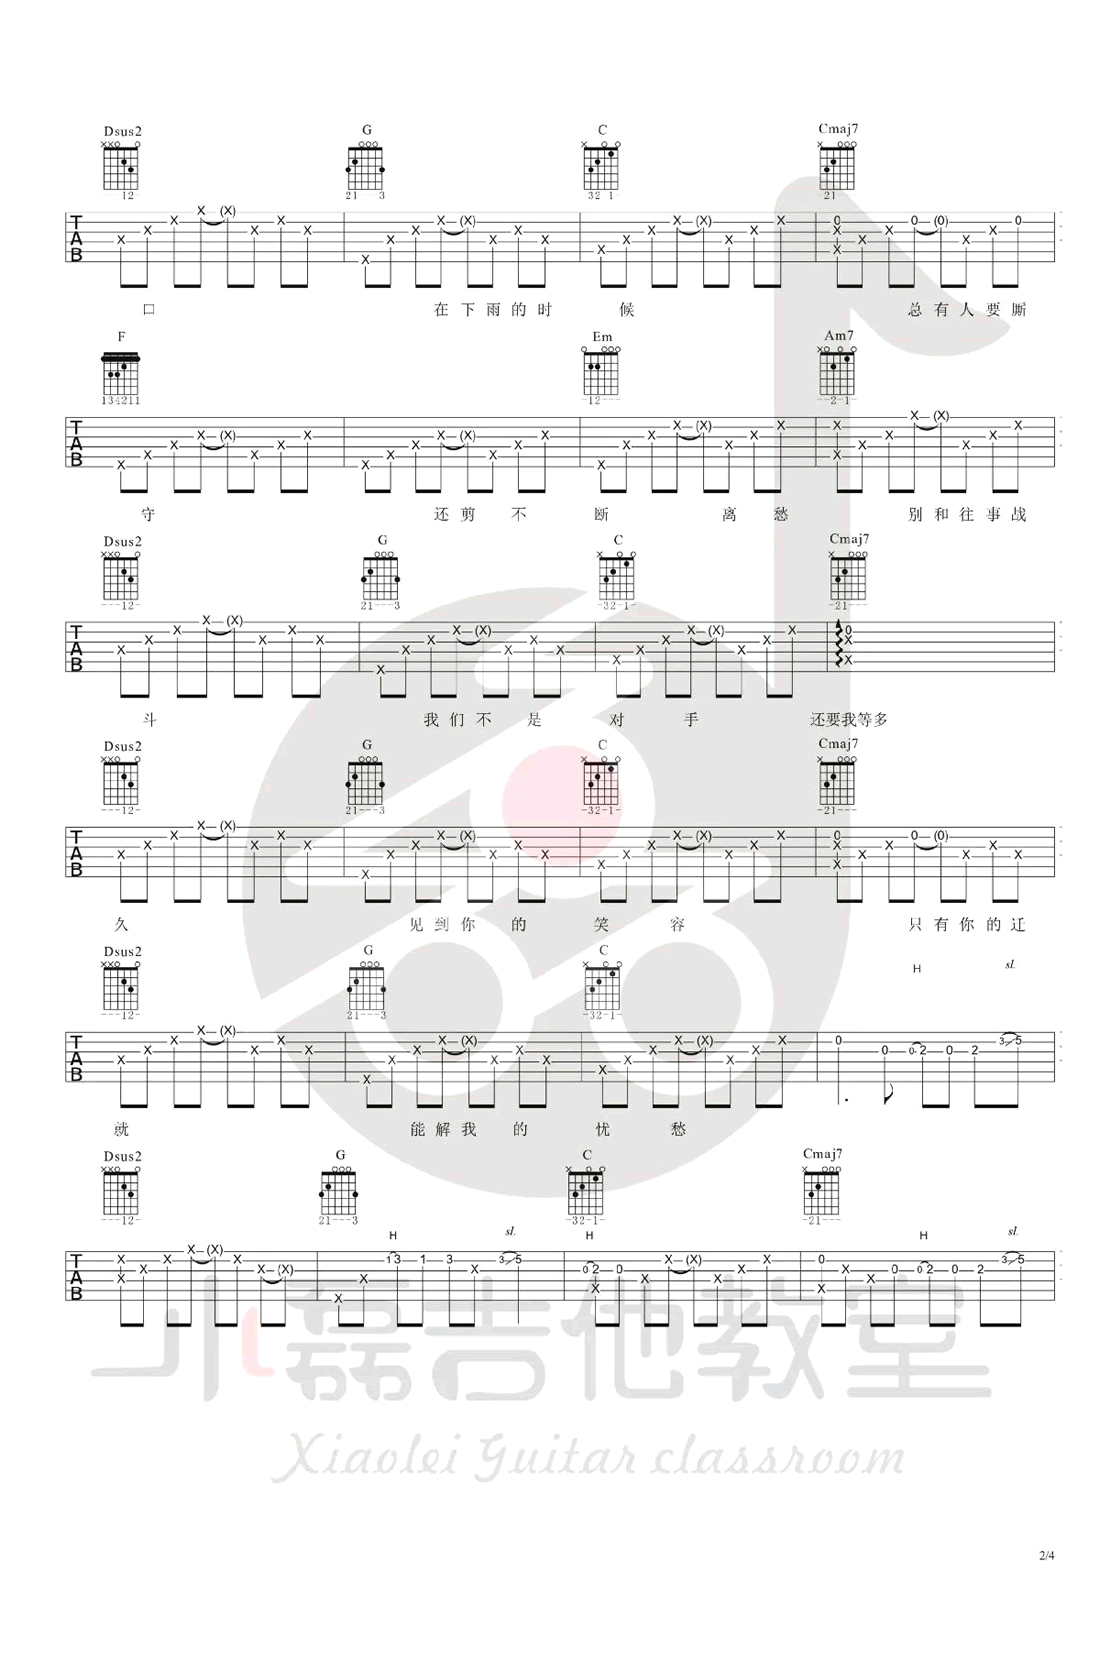 Dsus2 G C Cmaj7
口 在下雨的时 候 总有人要厮
F Em Am7
守 还剪不 断 离 愁 别和往事战
Dsus2 G C Cmaj7
斗 我们不 是 对 手 还要我等多
Dsus2 G C Cmaj7
久 见到你 的 笑 容 只有你的迁
Dsus2 G C
H sl.
就 能解我 的 忧 愁
Dsus2 G C Cmaj7
H sl. H H sl.
小磊吉他教室
Xiaolei Guitar classroom
2/4